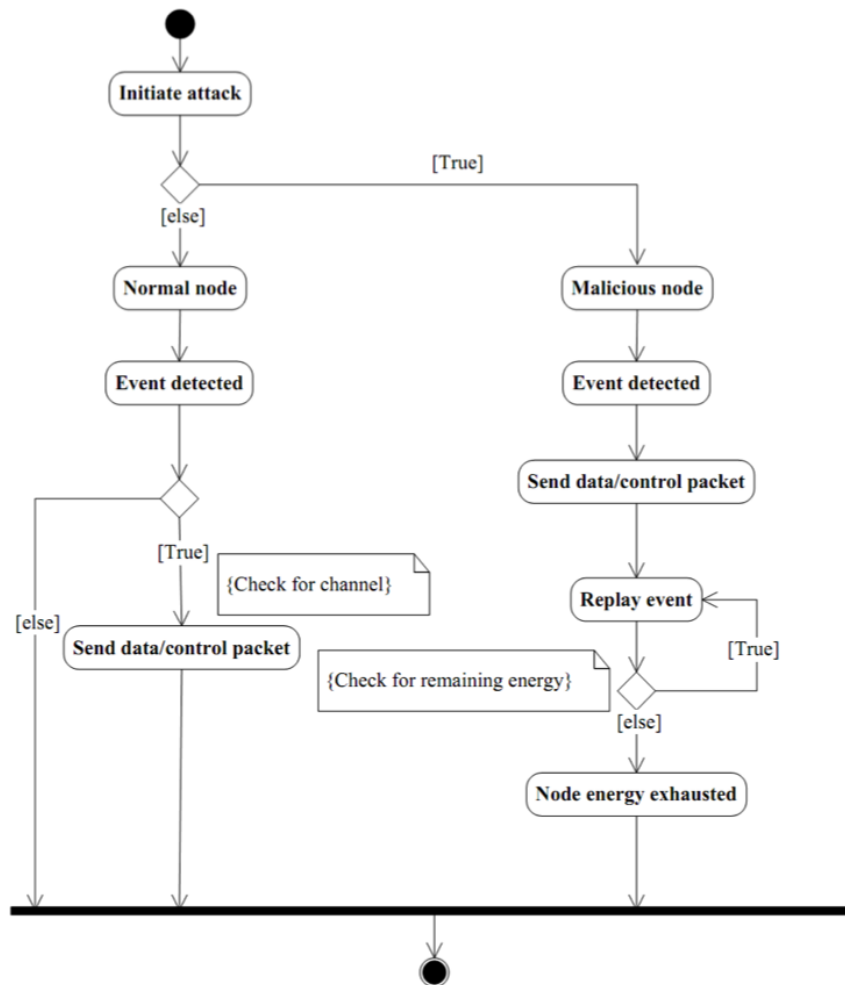 Initiate attack
[True]
[else]
Normal node
Malicious node
Event detected
Event detected
Send data/control packet
[True]
{Check for channel}
Replay event
[else]
Send data/control packet
[True]
{Check for remaining energy}
[else]
Node energy exhausted